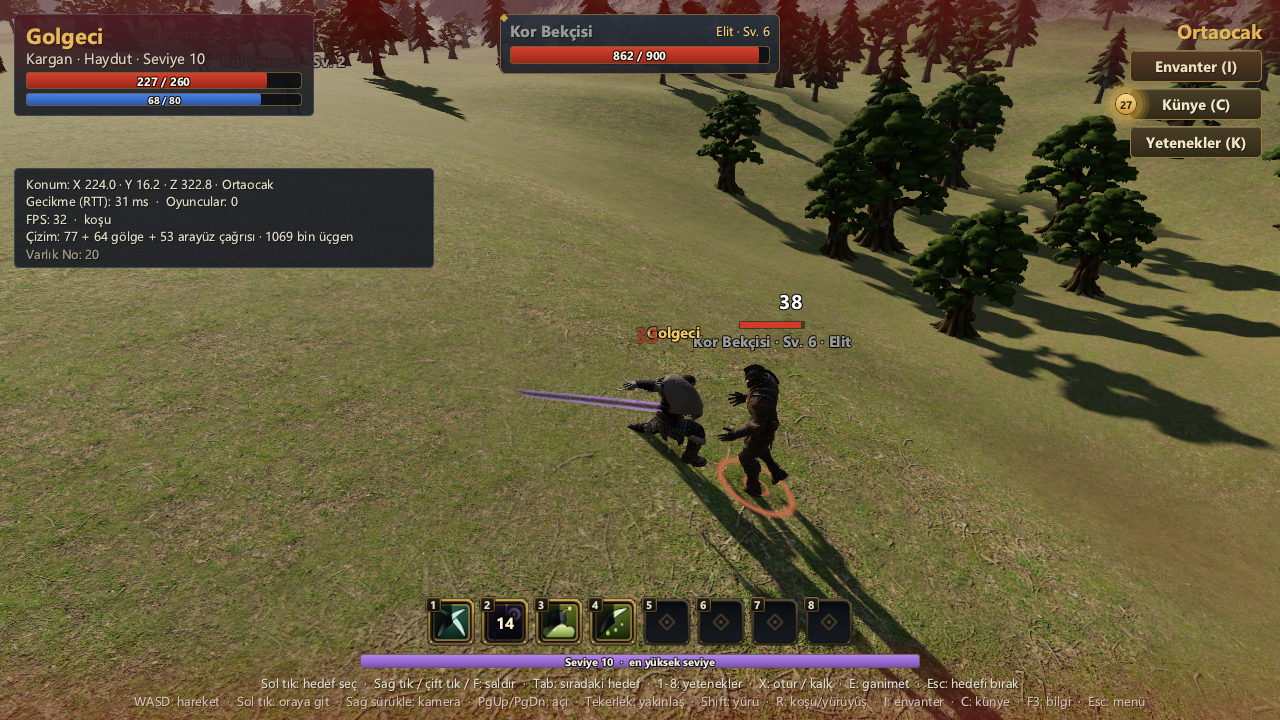 Golgeci
Kargan · Haydut · Seviye 10
227 / 260
68 / 80
Sv. 2
Kor Bekçisi
Elit · Sv. 6
862 / 900
Ortaocak
Envanter (I)
27
Künye (C)
Yetenekler (K)
Konum: X 224.0 · Y 16.2 · Z 322.8 · Ortaocak
Gecikme (RTT): 31 ms · Oyuncular: 0
FPS: 32 · koşu
Çizim: 77 + 64 gölge + 53 arayüz çağrısı · 1069 bin üçgen
Varlık No: 20
38
Golgeci
Kor Bekçisi · Sv. 6 · Elit
1
2
14
3
4
5
6
7
8
Seviye 10 · en yüksek seviye
Sol tık: hedef seç · Sağ tık / çift tık / F: saldır · Tab: sıradaki hedef · 1-8: yetenekler · X: otur / kalk · E: ganimet · Esc: hedefi bırak
WASD: hareket · Sol tık: oraya git · Sağ sürükle: kamera · PgUp/PgDn: açı · Tekerlek: yakınlaş · Shift: yürü · R: koşu/yürüyüş · I: envanter · C: künye · F3: bilgi · Esc: menü